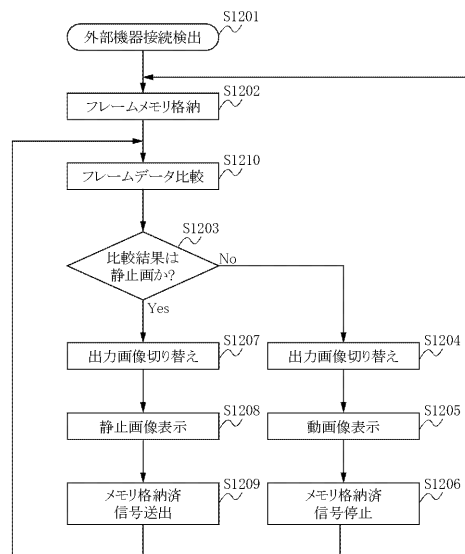 S1201
外部機器接続検出
S1202
フレームメモリ格納
S1210
フレームデータ比較
S1203
比較結果は
静止画か?
No
Yes
S1207
出力画像切り替え
S1204
出力画像切り替え
S1208
静止画像表示
S1205
動画像表示
S1209
メモリ格納済
信号送出
S1206
メモリ格納済
信号停止